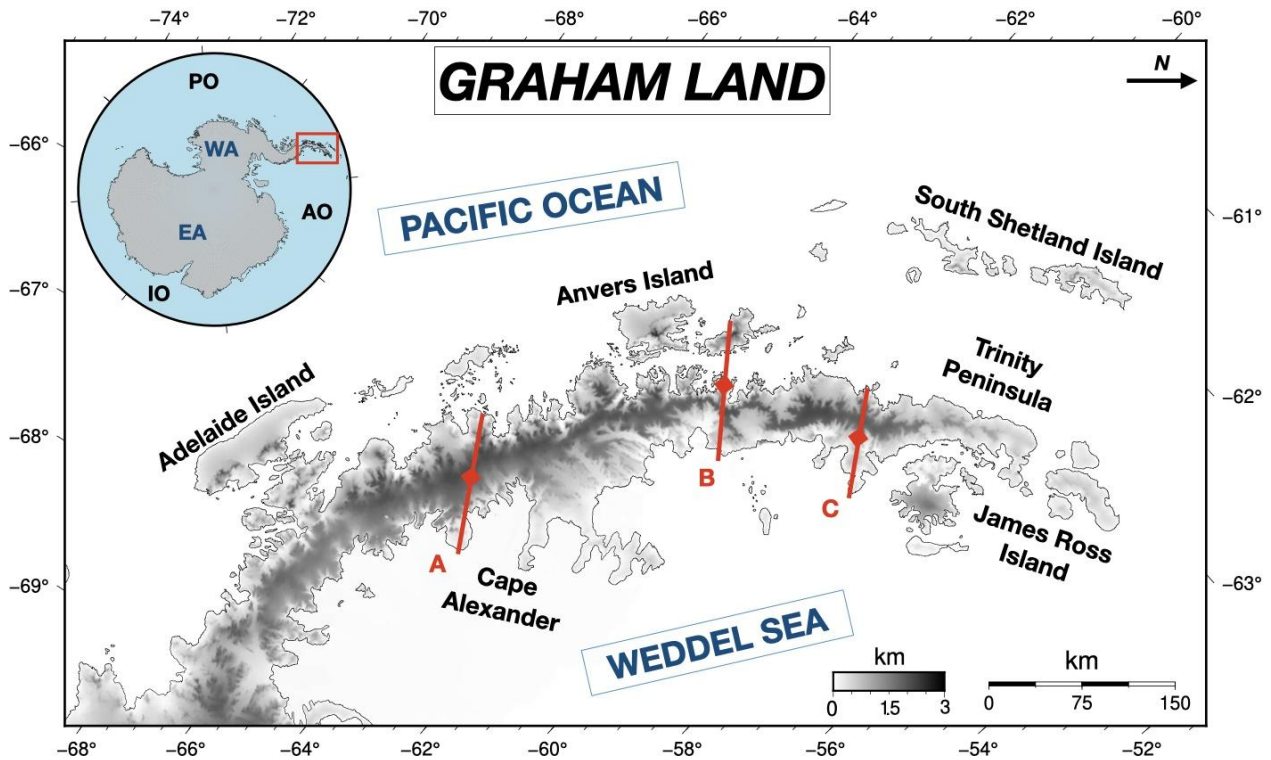 −74° −72° −70° −68° −66° −64° −62° −60°
GRAHAM LAND
N
PO
WA
EA
AO
IO
−66°
−67°
−68°
−69°
−61°
−62°
−63°
PACIFIC OCEAN
South Shetland Island
Anvers Island
Adelaide Island
Trinity
Peninsula
A
B
C
Cape
Alexander
James Ross
Island
WEDDEL SEA
km
0 1.5 3
km
0 75 150
−68° −66° −64° −62° −60° −58° −56° −54° −52°